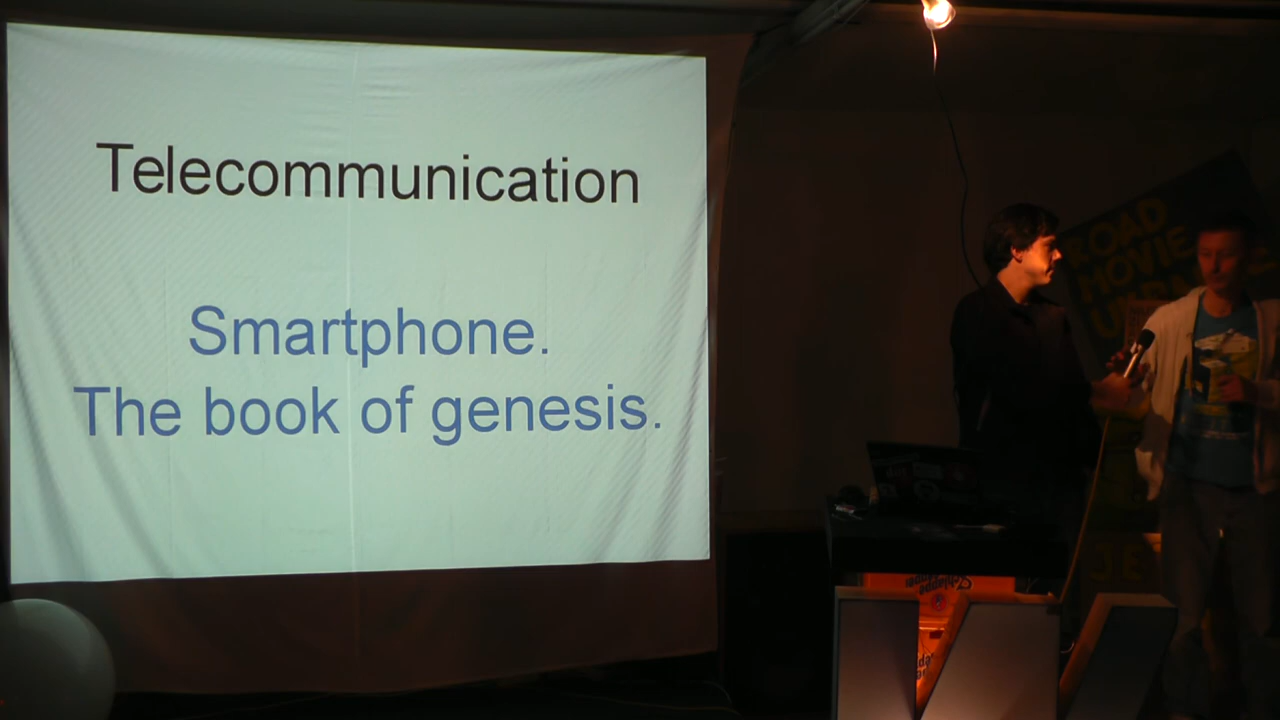 Telecommunication
Smartphone.
The book of genesis.
ROAD
MOVIE